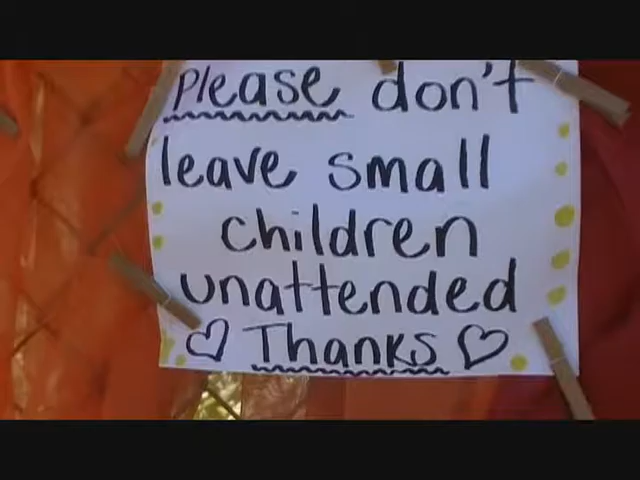 Please don't
leave small
children
unattended
Thanks